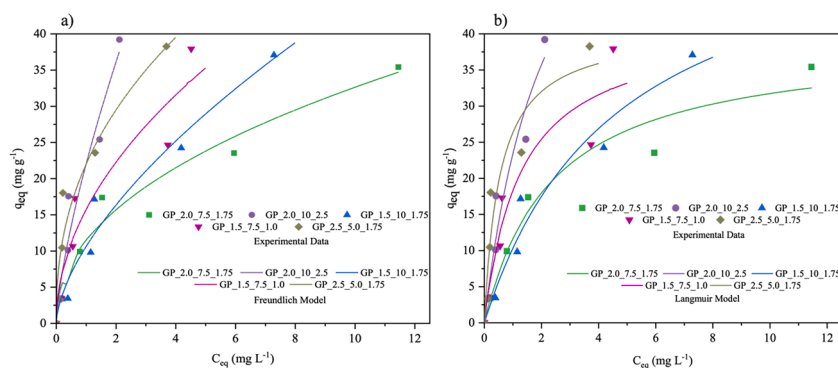 a)
40
35
30
25
20
15
10
5
0
q_eq (mg g⁻¹)
GP_2.0_7.5_1.75 GP_2.0_10_2.5 GP_1.5_10_1.75
GP_1.5_7.5_1.0 GP_2.5_5.0_1.75
Experimental Data
GP_2.0_7.5_1.75 GP_2.0_10_2.5 GP_1.5_10_1.75
GP_1.5_7.5_1.0 GP_2.5_5.0_1.75
Freundlich Model
0 2 4 6 8 10 12
C_eq (mg L⁻¹)
b)
40
35
30
25
20
15
10
5
0
q_eq (mg g⁻¹)
GP_2.0_7.5_1.75 GP_2.0_10_2.5 GP_1.5_10_1.75
GP_1.5_7.5_1.0 GP_2.5_5.0_1.75
Experimental Data
GP_2.0_7.5_1.75 GP_2.0_10_2.5 GP_1.5_10_1.75
GP_1.5_7.5_1.0 GP_2.5_5.0_1.75
Langmuir Model
0 2 4 6 8 10 12
C_eq (mg L⁻¹)